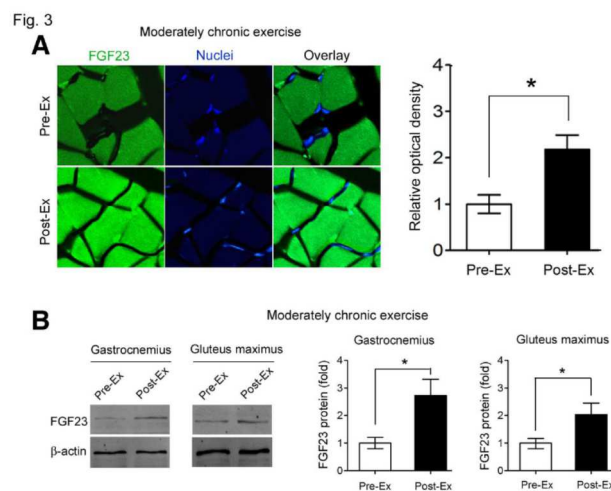 Fig. 3
A
Moderately chronic exercise
FGF23 Nuclei Overlay
Pre-Ex
Post-Ex
Relative optical density
4
3
2
1
0
*
Pre-Ex Post-Ex
B
Moderately chronic exercise
Gastrocnemius Gluteus maximus
Pre-Ex Post-Ex Pre-Ex Post-Ex
FGF23
β-actin
Gastrocnemius
FGF23 protein (fold)
4
3
2
1
0
*
Pre-Ex Post-Ex
Gluteus maximus
FGF23 protein (fold)
4
3
2
1
0
*
Pre-Ex Post-Ex